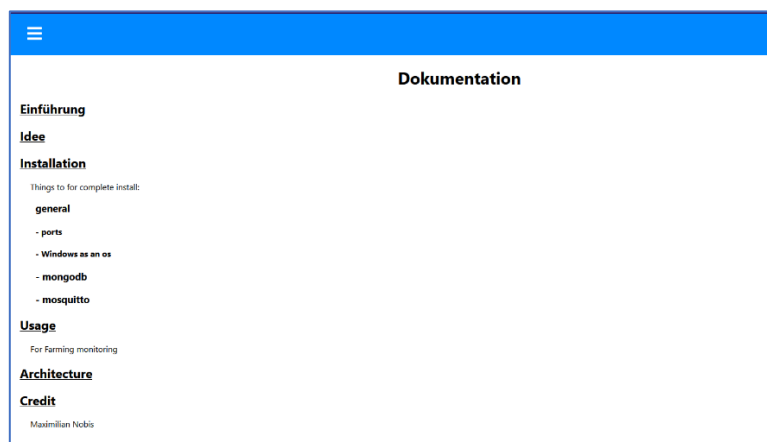 Dokumentation
Einführung
Idee
Installation
Things to for complete install:
general
- ports
- Windows as an os
- mongodb
- mosquitto
Usage
For Farming monitoring
Architecture
Credit
Maximilian Nobis